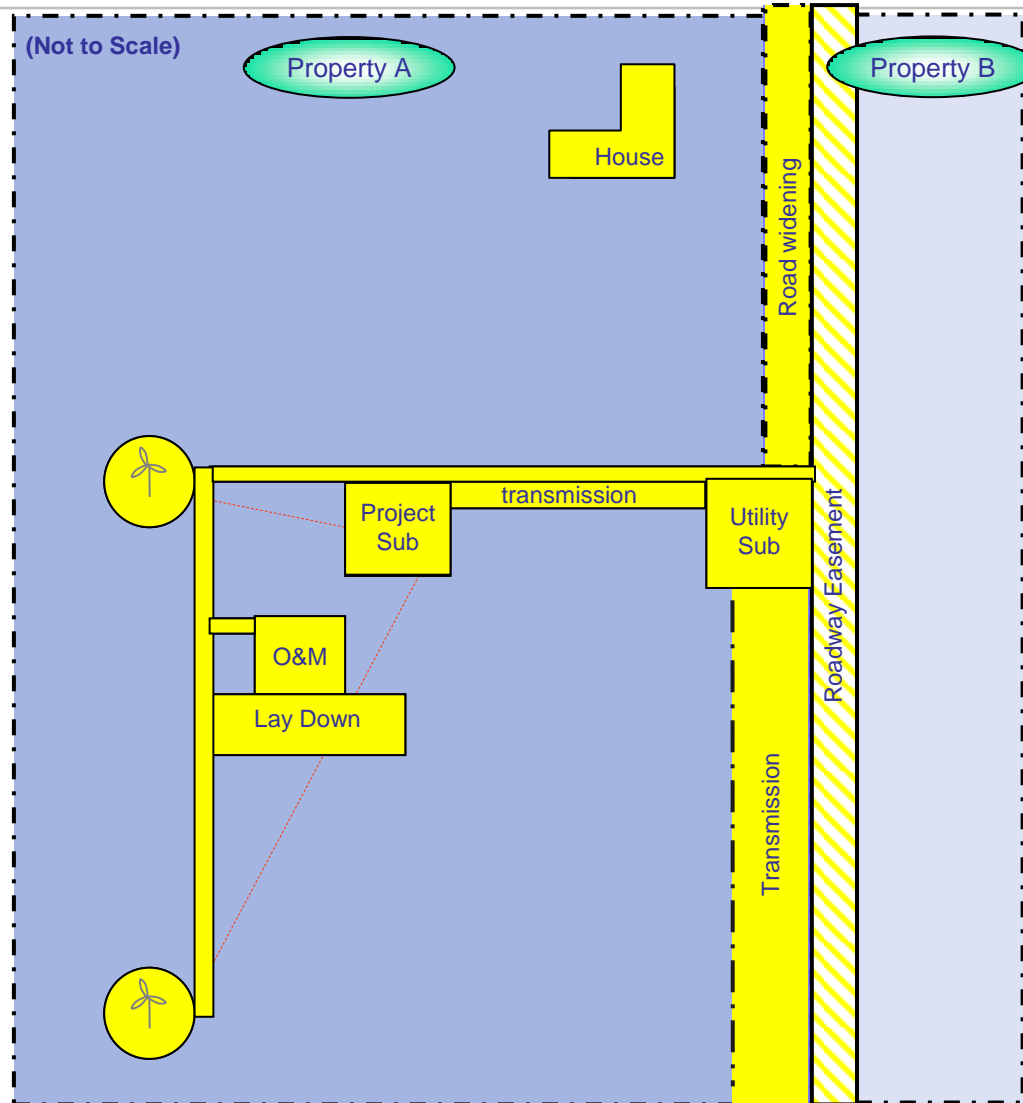 (Not to Scale)
Property A
Property B
House
Road widening
transmission
Project
Sub
Utility
Sub
Roadway Easement
O&M
Lay Down
Transmission